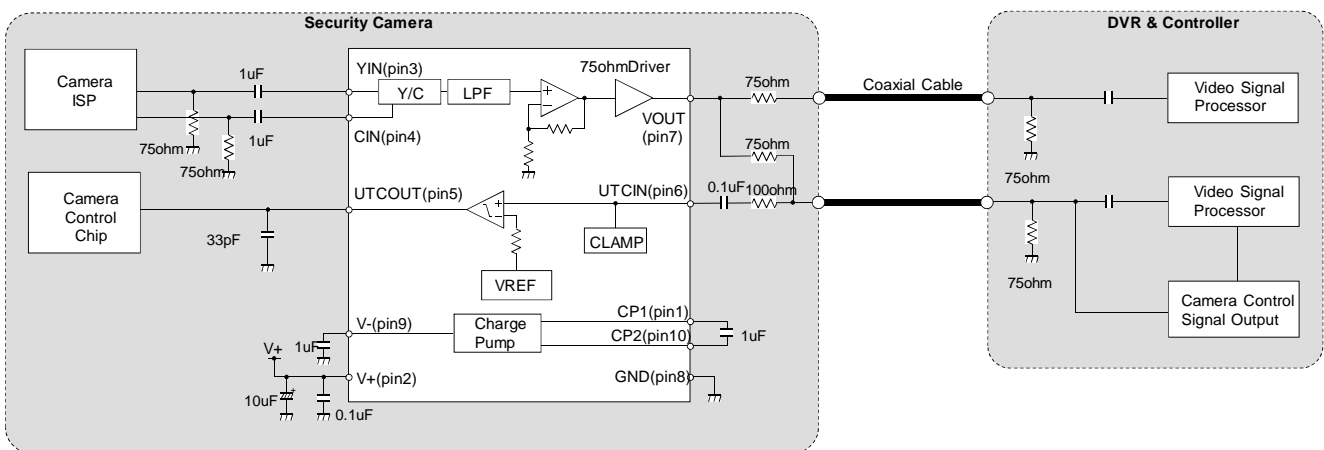 Security Camera
DVR & Controller
Camera
ISP
1uF
1uF
75ohm
75ohm
YIN(pin3)
Y/C
LPF
75ohmDriver
CIN(pin4)
VOUT
(pin7)
75ohm
75ohm
Coaxial Cable
Video Signal
Processor
75ohm
Camera
Control
Chip
33pF
UTCOUT(pin5)
UTCIN(pin6)
0.1uF
100ohm
CLAMP
VREF
Video Signal
Processor
75ohm
Camera Control
Signal Output
V-(pin9)
Charge
Pump
CP1(pin1)
CP2(pin10)
1uF
1uF
V+
V+(pin2)
GND(pin8)
10uF
+
0.1uF